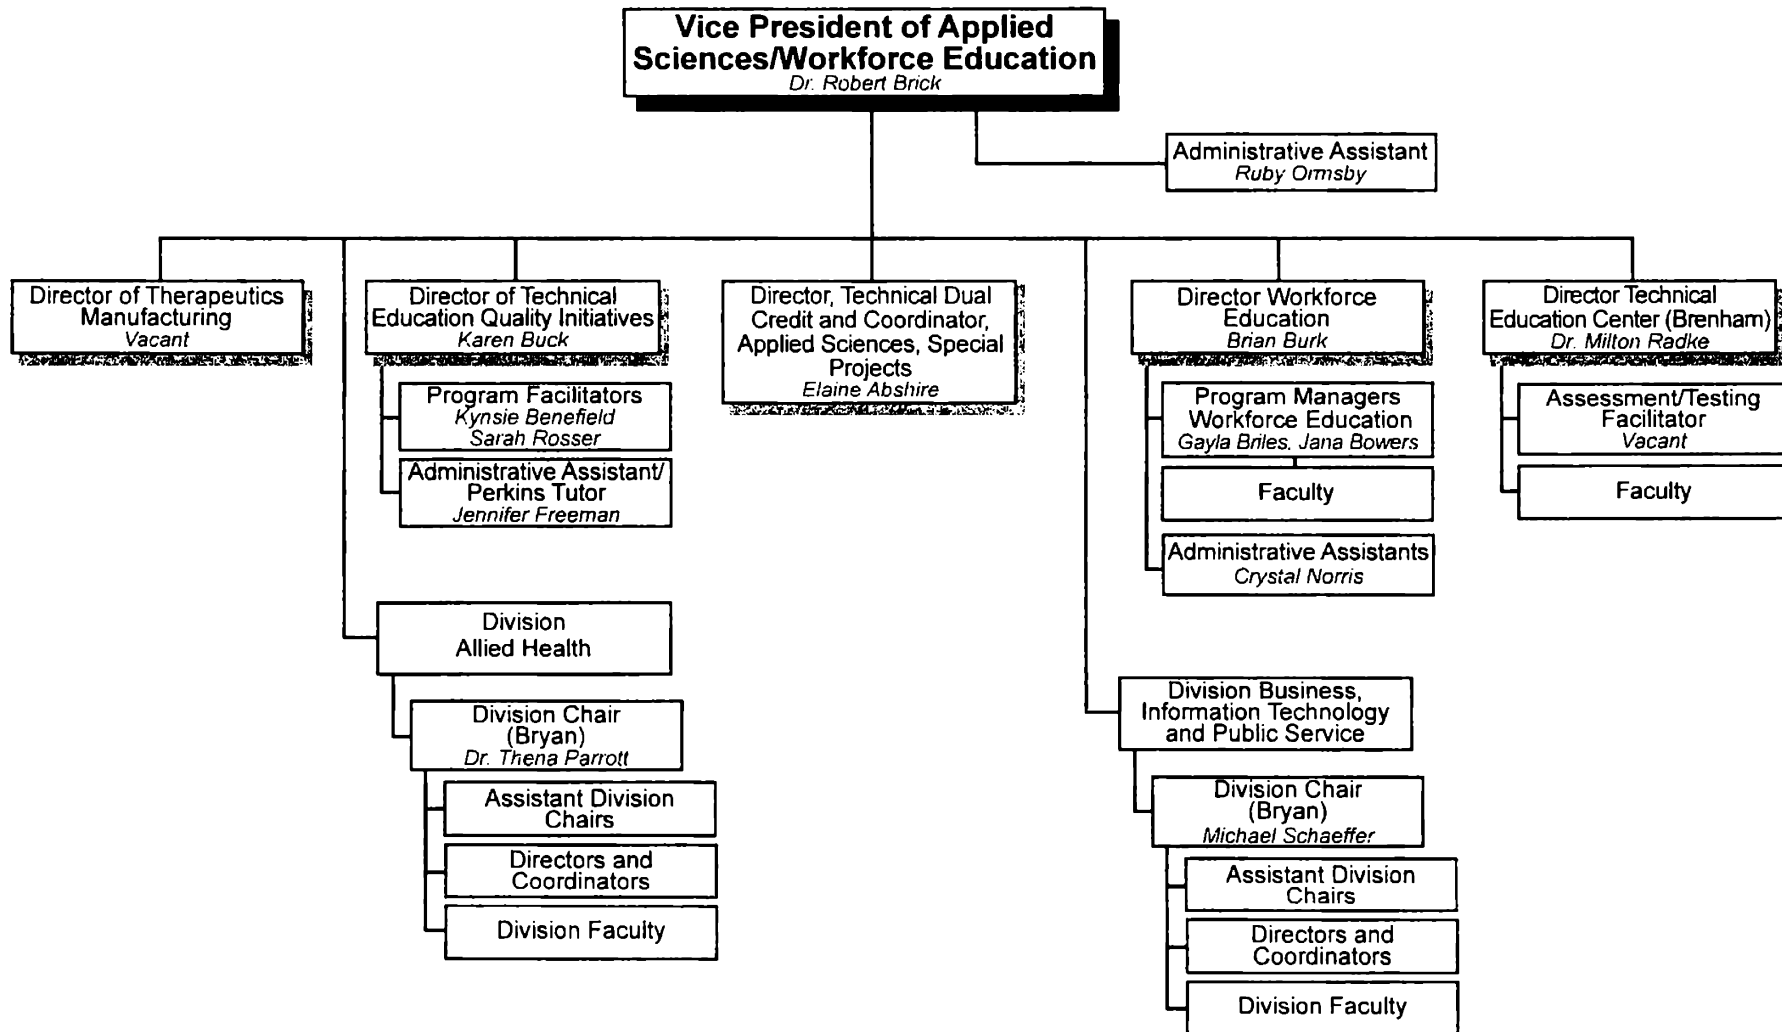 Vice President of Applied
Sciences/Workforce Education
Dr. Robert Brick
Administrative Assistant
Ruby Ormsby
Director of Therapeutics
Manufacturing
Vacant
Director of Technical
Education Quality Initiatives
Karen Buck
Program Facilitators
Kynsie Benefield
Sarah Rosser
Administrative Assistant/
Perkins Tutor
Jennifer Freeman
Division
Allied Health
Division Chair
(Bryan)
Dr. Thena Parrott
Assistant Division
Chairs
Directors and
Coordinators
Division Faculty
Director, Technical Dual
Credit and Coordinator,
Applied Sciences, Special
Projects
Elaine Abshire
Director Workforce
Education
Brian Burk
Program Managers
Workforce Education
Gayla Briles, Jana Bowers
Faculty
Administrative Assistants
Crystal Norris
Division Business,
Information Technology
and Public Service
Division Chair
(Bryan)
Michael Schaeffer
Assistant Division
Chairs
Directors and
Coordinators
Division Faculty
Director Technical
Education Center (Brenham)
Dr. Milton Radke
Assessment/Testing
Facilitator
Vacant
Faculty